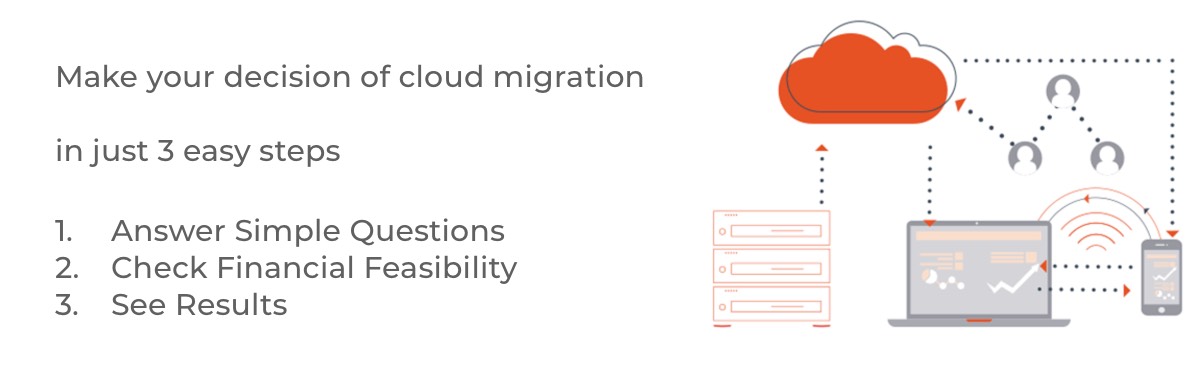 Make your decision of cloud migration
in just 3 easy steps
1. Answer Simple Questions
2. Check Financial Feasibility
3. See Results